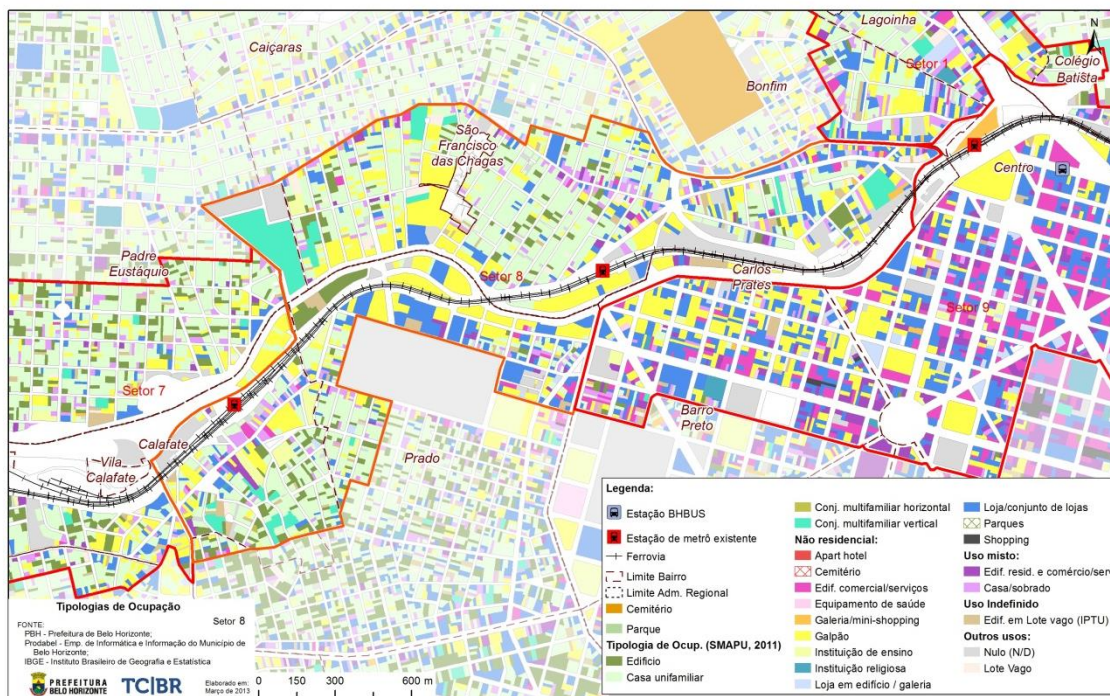 Lagoinha
Caiçaras
Setor 1
N
Colégio
Batista
Bonfim
São
Francisco
das Chagas
Centro
Padre
Eustáquio
Setor 8
Carlos
Prates
Setor 9
Setor 7
Barro
Preto
Calafate
Vila
Calafate
Prado
Tipologias de Ocupação
Setor 8
FONTE:
PBH - Prefeitura de Belo Horizonte;
Prodabel - Emp. de Informática e Informação do Município de
Belo Horizonte;
IBGE - Instituto Brasileiro de Geografia e Estatística
PREFEITURA
BELO HORIZONTE
TC|BR
Elaborado em:
Março de 2013
0 150 300 600 m
Legenda:
Estação BHBUS
Estação de metrô existente
Ferrovia
Limite Bairro
Limite Adm. Regional
Cemitério
Parque
Tipologia de Ocup. (SMAPU, 2011)
Edificio
Casa unifamiliar
Conj. multifamiliar horizontal
Conj. multifamiliar vertical
Não residencial:
Apart hotel
Cemitério
Edif. comercial/serviços
Equipamento de saúde
Galeria/mini-shopping
Galpão
Instituição de ensino
Instituição religiosa
Loja em edifício / galeria
Loja/conjunto de lojas
Parques
Shopping
Uso misto:
Edif. resid. e comércio/serv
Casa/sobrado
Uso Indefinido
Edif. em Lote vago (IPTU)
Outros usos:
Nulo (N/D)
Lote Vago